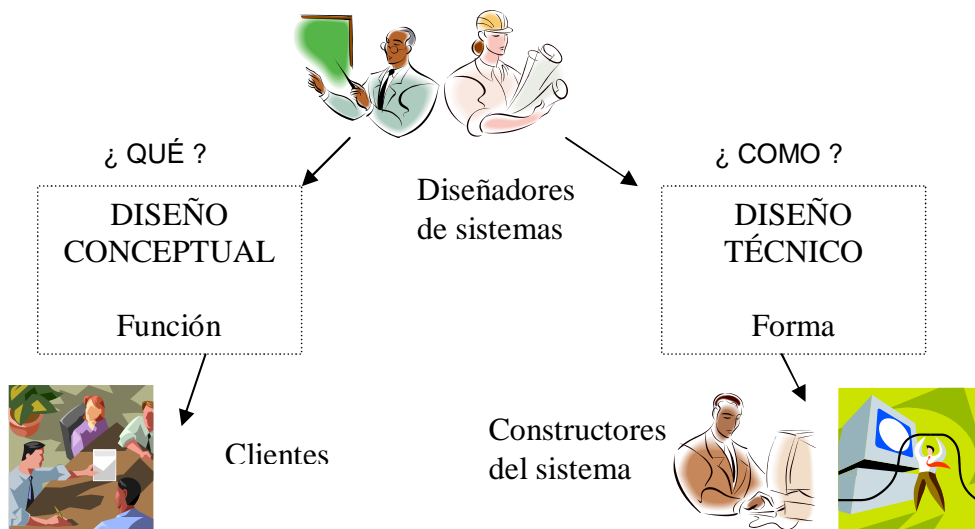 ¿ QUÉ ?
DISEÑO
CONCEPTUAL
Función
Diseñadores
de sistemas
¿ COMO ?
DISEÑO
TÉCNICO
Forma
Clientes
Constructores
del sistema